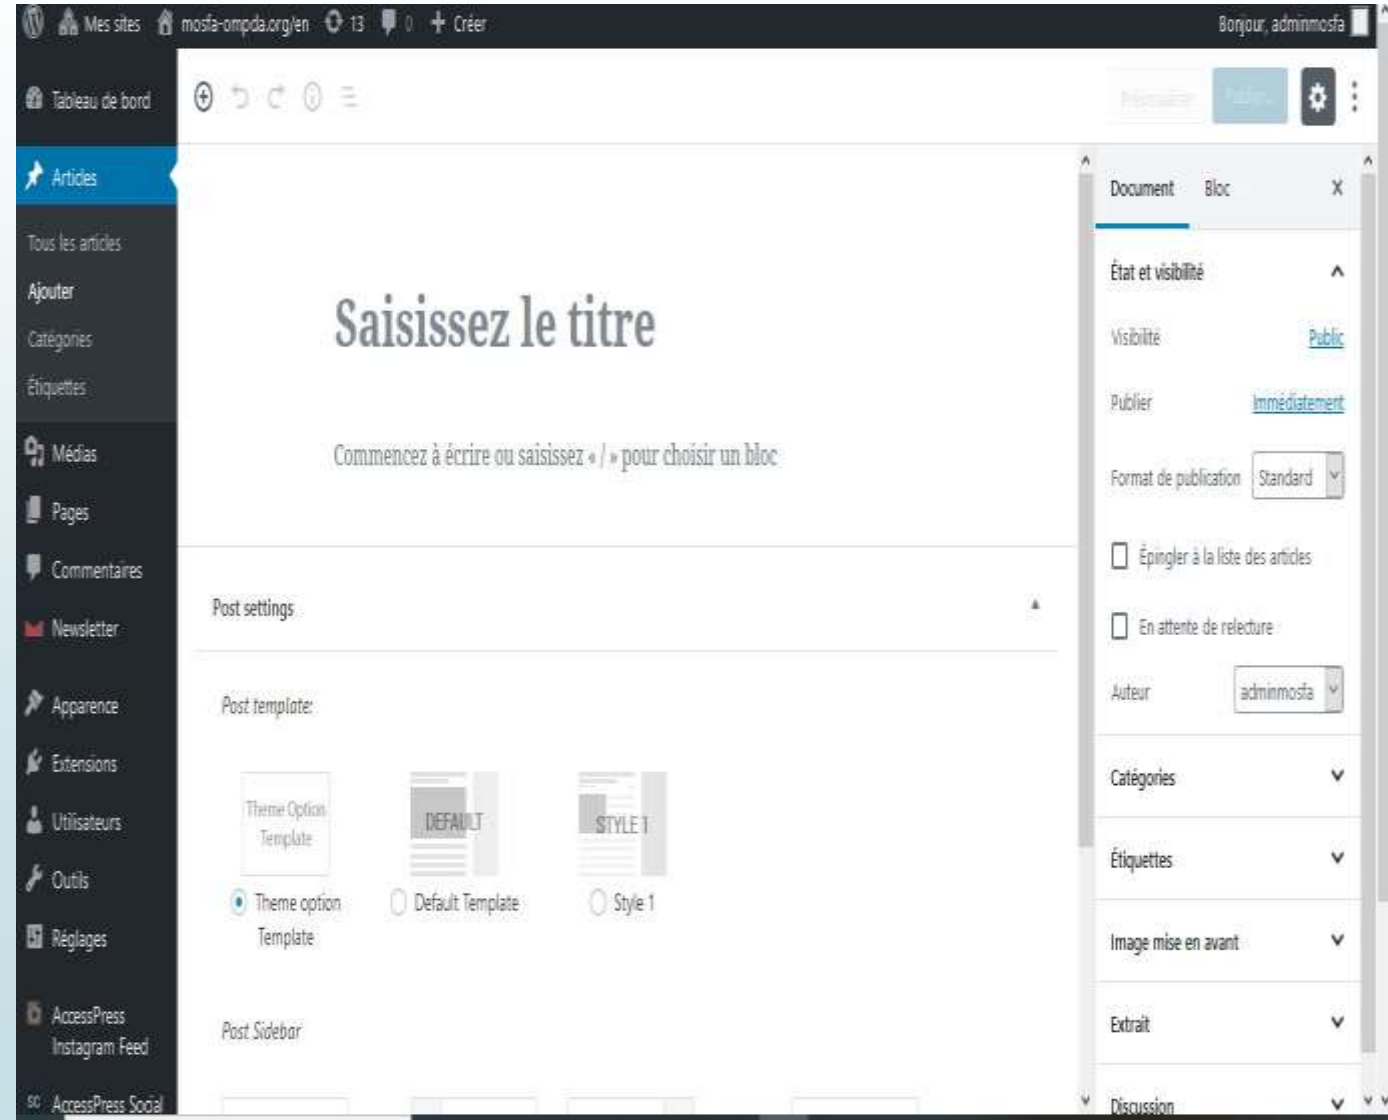 Mes sites mosfa-ompda.org/en 13 0 Créer Bonjour, adminmosfa
Tableau de bord
Articles
Tous les articles
Ajouter
Catégories
Étiquettes
Médias
Pages
Commentaires
Newsletter
Apparence
Extensions
Utilisateurs
Outils
Réglages
AccessPress
Instagram Feed
SC AccessPress Social
Saisissez le titre
Commencez à écrire ou saisissez « / » pour choisir un bloc
Post settings
Post template:
Theme Option
Template
DEFAULT
STYLE 1
Theme option
Template
Default Template
Style 1
Post Sidebar
Document Bloc
État et visibilité
Visibilité Public
Publier Immédiatement
Format de publication Standard
Épingler à la liste des articles
En attente de relecture
Auteur adminmosfa
Catégories
Étiquettes
Image mise en avant
Extrait
Discussion